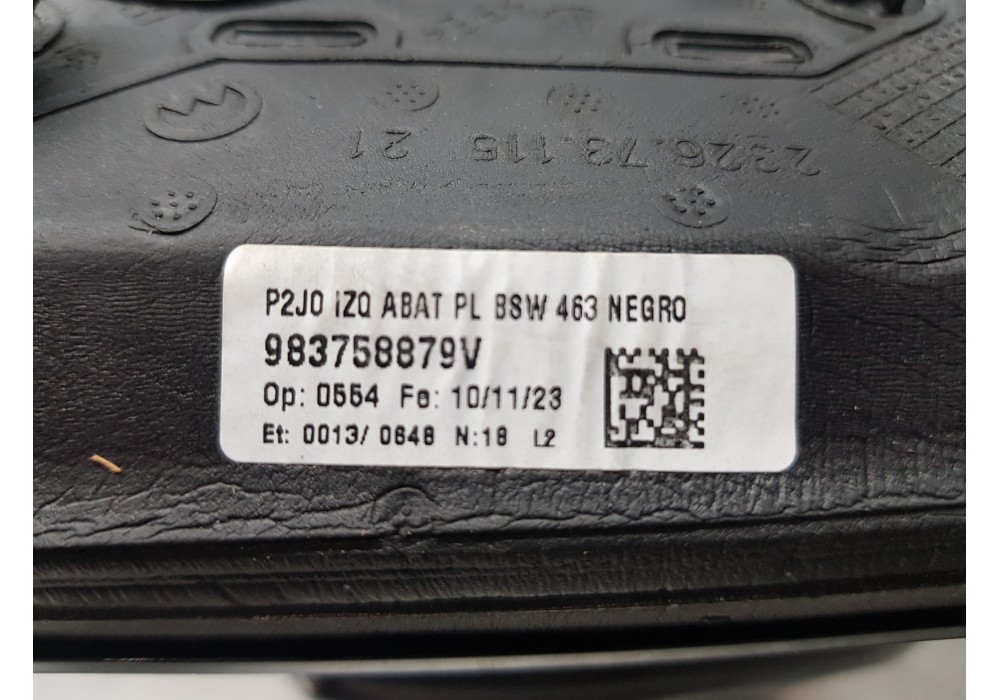 2326.73.115 21
P2J0 IZQ ABAT PL BSW 463 NEGRO
983758879V
Op: 0554 Fe: 10/11/23
Et: 0013/ 0648 N:18 L2